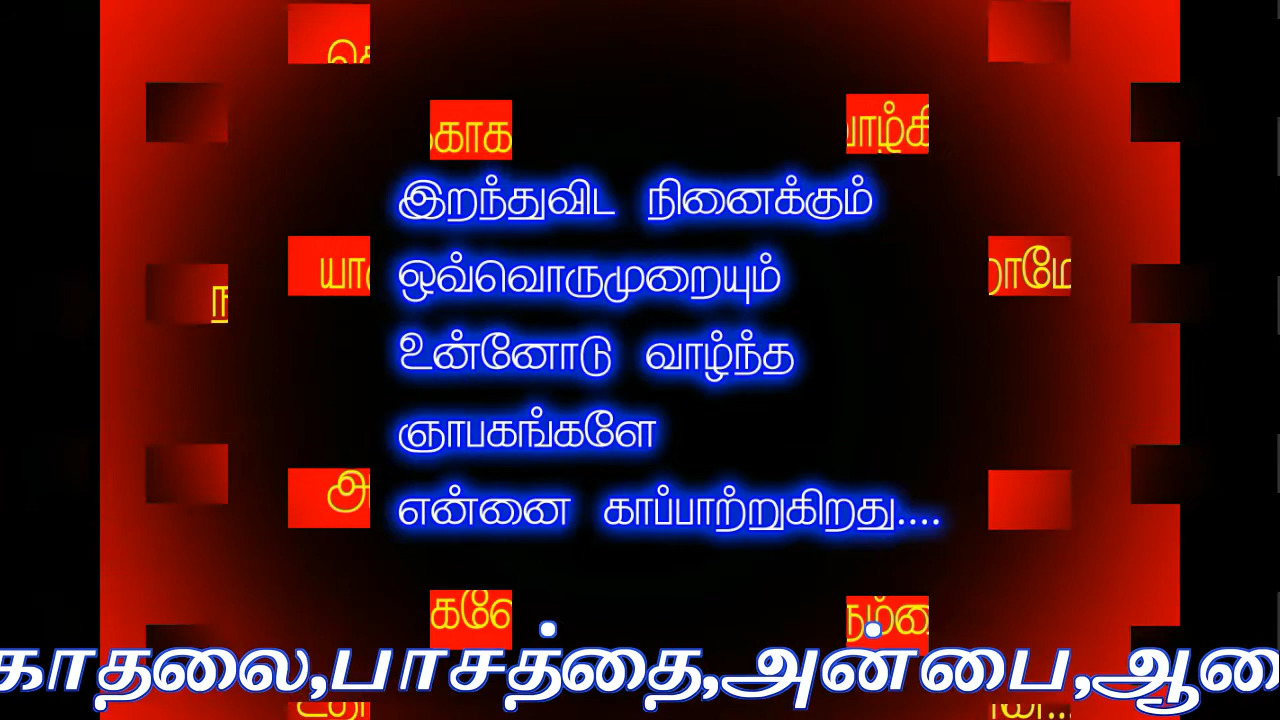 இறந்துவிட நினைக்கும்
ஒவ்வொருமுறையும்
உன்னோடு வாழ்ந்த
ஞாபகங்களே
என்னை காப்பாற்றுகிறது....
காதலை,பாசத்தை,அன்பை,